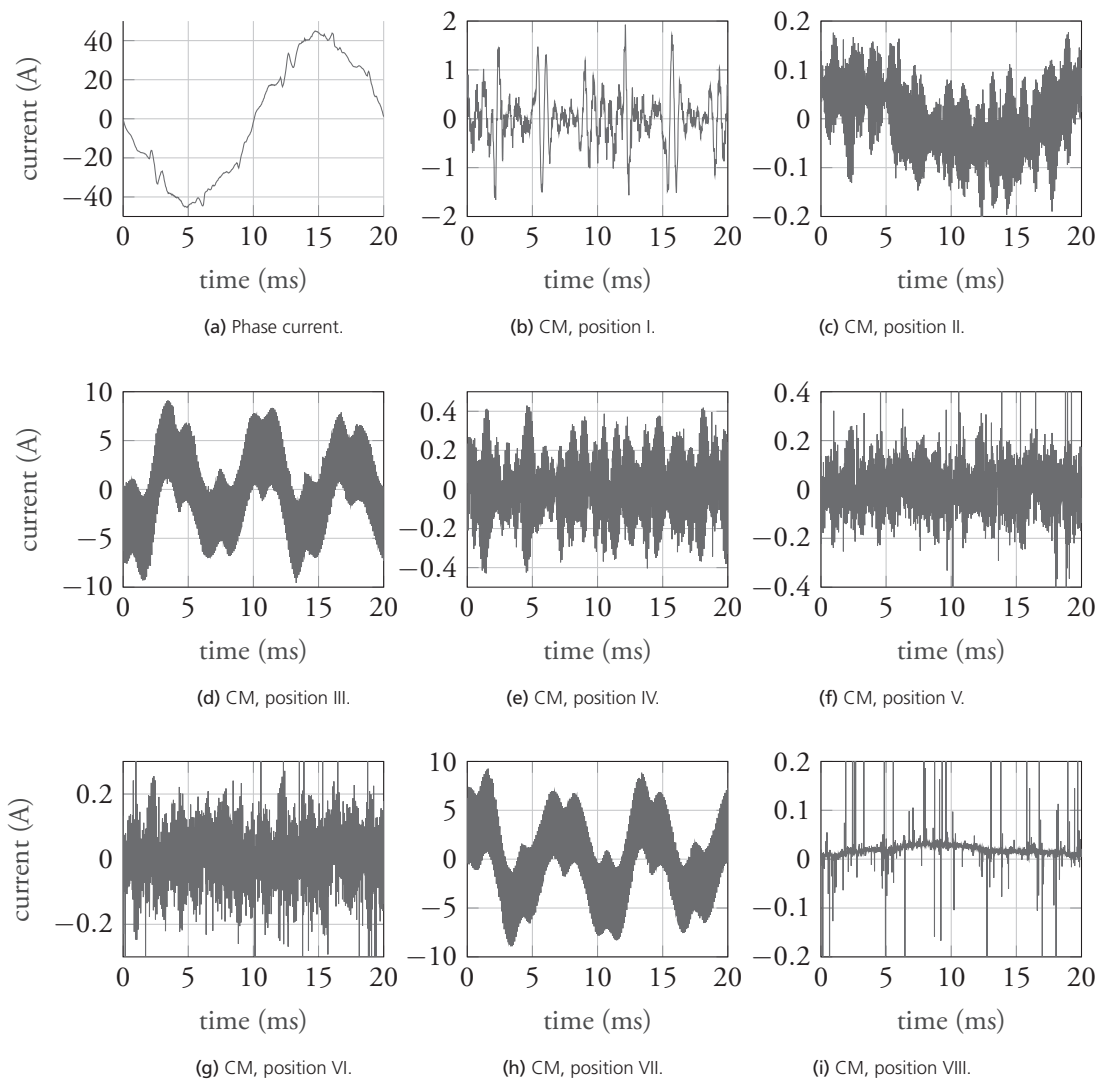 current (A)
40
20
0
−20
−40
0 5 10 15 20
time (ms)
(a) Phase current.
2
1
0
−1
−2
0 5 10 15 20
time (ms)
(b) CM, position I.
0.2
0.1
0
−0.1
−0.2
0 5 10 15 20
time (ms)
(c) CM, position II.
current (A)
10
5
0
−5
−10
0 5 10 15 20
time (ms)
(d) CM, position III.
0.4
0.2
0
−0.2
−0.4
0 5 10 15 20
time (ms)
(e) CM, position IV.
0.4
0.2
0
−0.2
−0.4
0 5 10 15 20
time (ms)
(f) CM, position V.
current (A)
0.2
0
−0.2
0 5 10 15 20
time (ms)
(g) CM, position VI.
10
5
0
−5
−10
0 5 10 15 20
time (ms)
(h) CM, position VII.
0.2
0.1
0
−0.1
−0.2
0 5 10 15 20
time (ms)
(i) CM, position VIII.